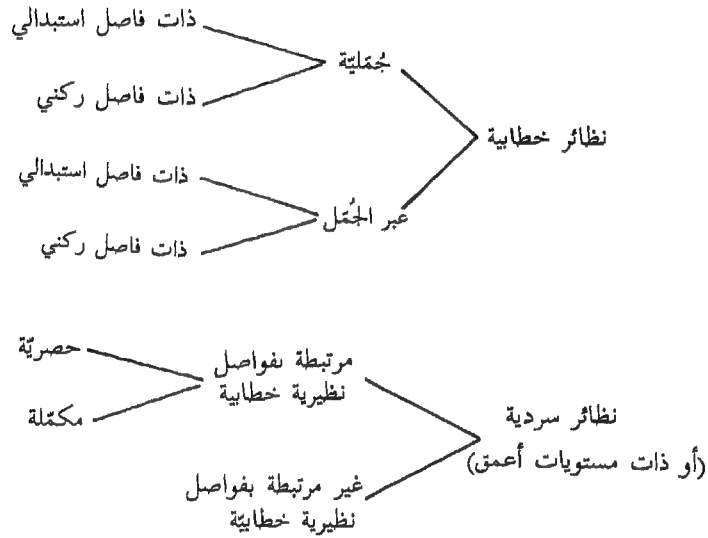 ذات فاصل استبدالي
جُمَليّة
ذات فاصل ركني
نظائر خطابية
ذات فاصل استبدالي
عبر الجُمَل
ذات فاصل ركني
حصريّة
مرتبطة بفواصل
نظيرية خطابية
مكمّلة
نظائر سردية
(أو ذات مستويات أعمق)
غير مرتبطة بفواصل
نظيرية خطابيّة